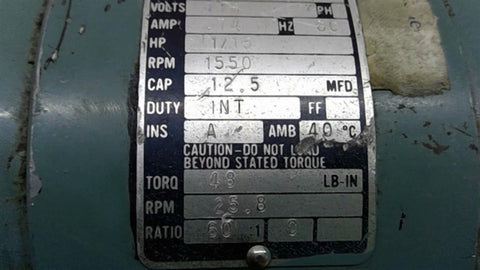 VOLTS PH
AMP HZ
HP 1/15
RPM 1550
CAP 12.5 MFD
DUTY INT FF
INS A AMB 40 °C
CAUTION-DO NOT LOAD
BEYOND STATED TORQUE
TORQ 48 LB-IN
RPM 25.8
RATIO 60 :1